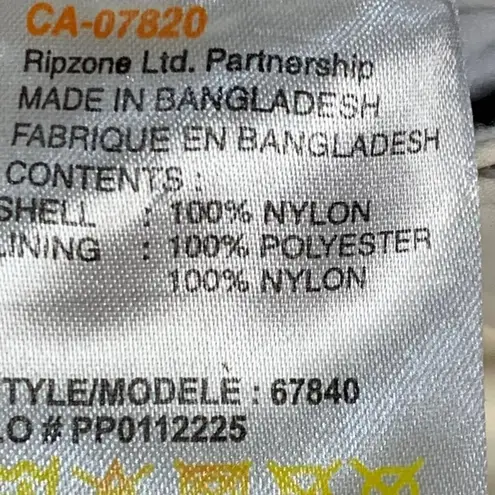 CA-07820
Ripzone Ltd. Partnership
MADE IN BANGLADESH
FABRIQUE EN BANGLADESH
CONTENTS :
SHELL : 100% NYLON
LINING : 100% POLYESTER
100% NYLON
TYLE/MODELÈ : 67840
.O # PP0112225